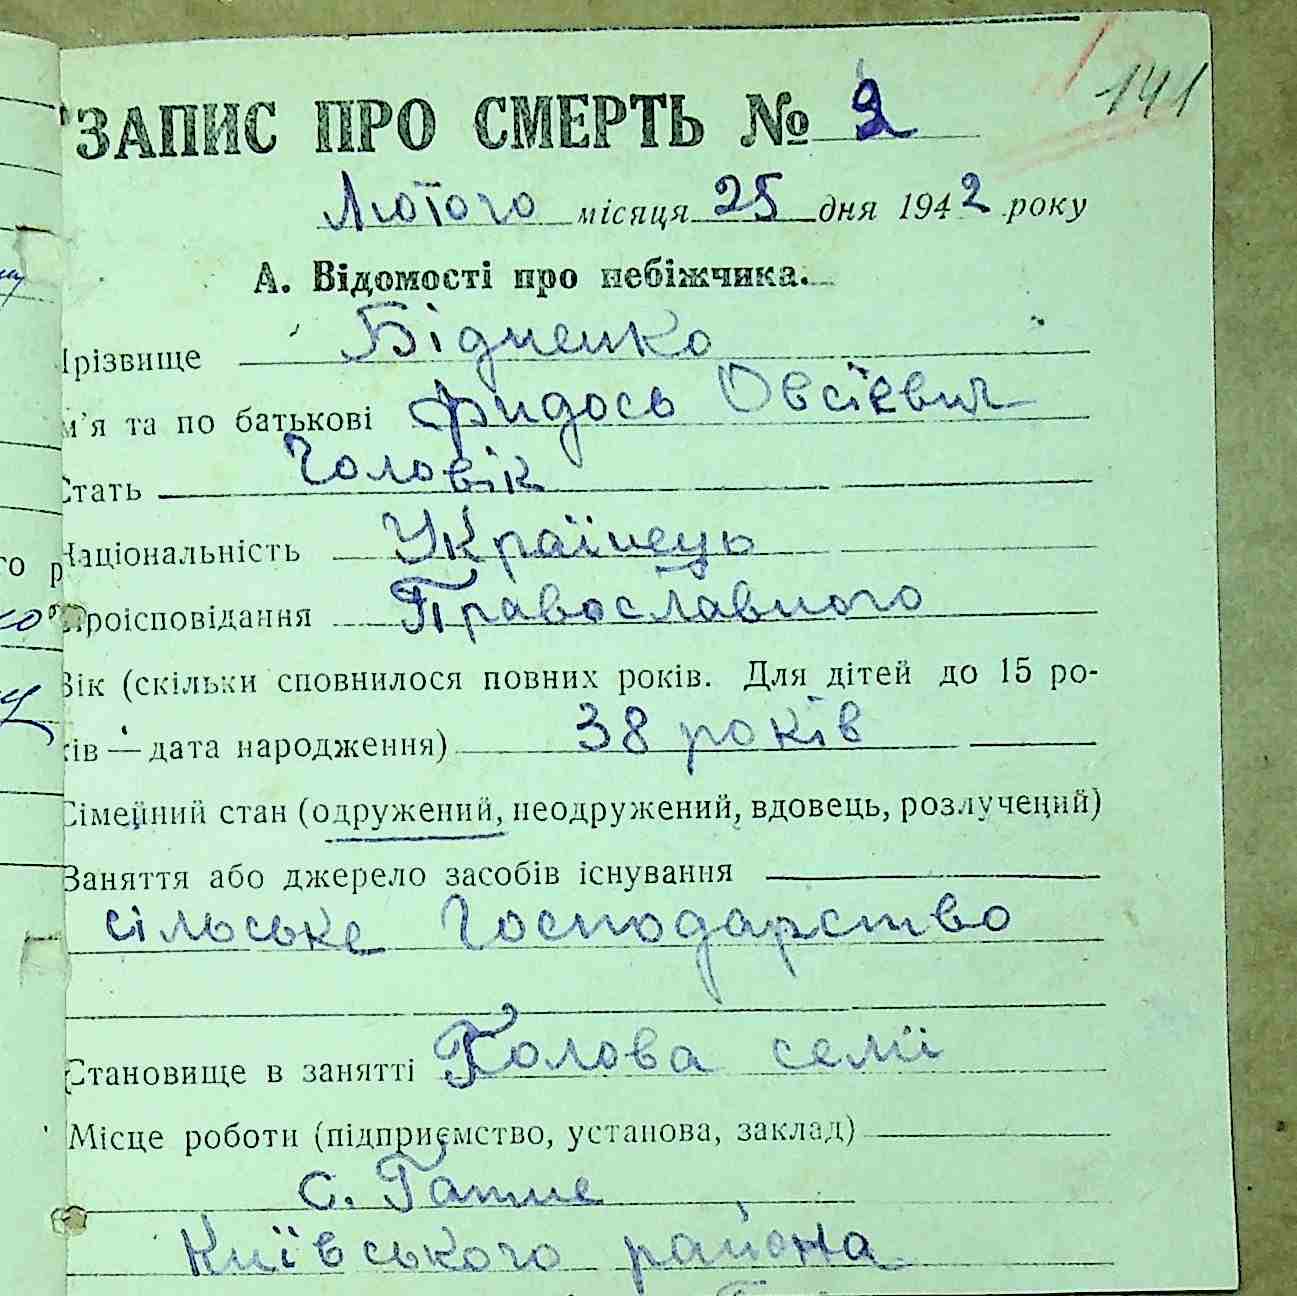 141
ЗАПИС ПРО СМЕРТЬ № 2
Лютого місяця 25 дня 1942 року
А. Відомості про небіжчика.
Прізвище Бідненко
м'я та по батькові Фидось Овсієвич
Стать Чоловік
Національність Українець
Проісповідання Православного
Вік (скільки сповнилося повних років. Для дітей до 15 ро-
ків — дата народження) 38 років
Сімейний стан (одружений, неодружений, вдовець, розлучений)
Заняття або джерело засобів існування
сільське Господарство
Становище в занятті Голова семї
Місце роботи (підприємство, установа, заклад)
с. Гатне
Київського района